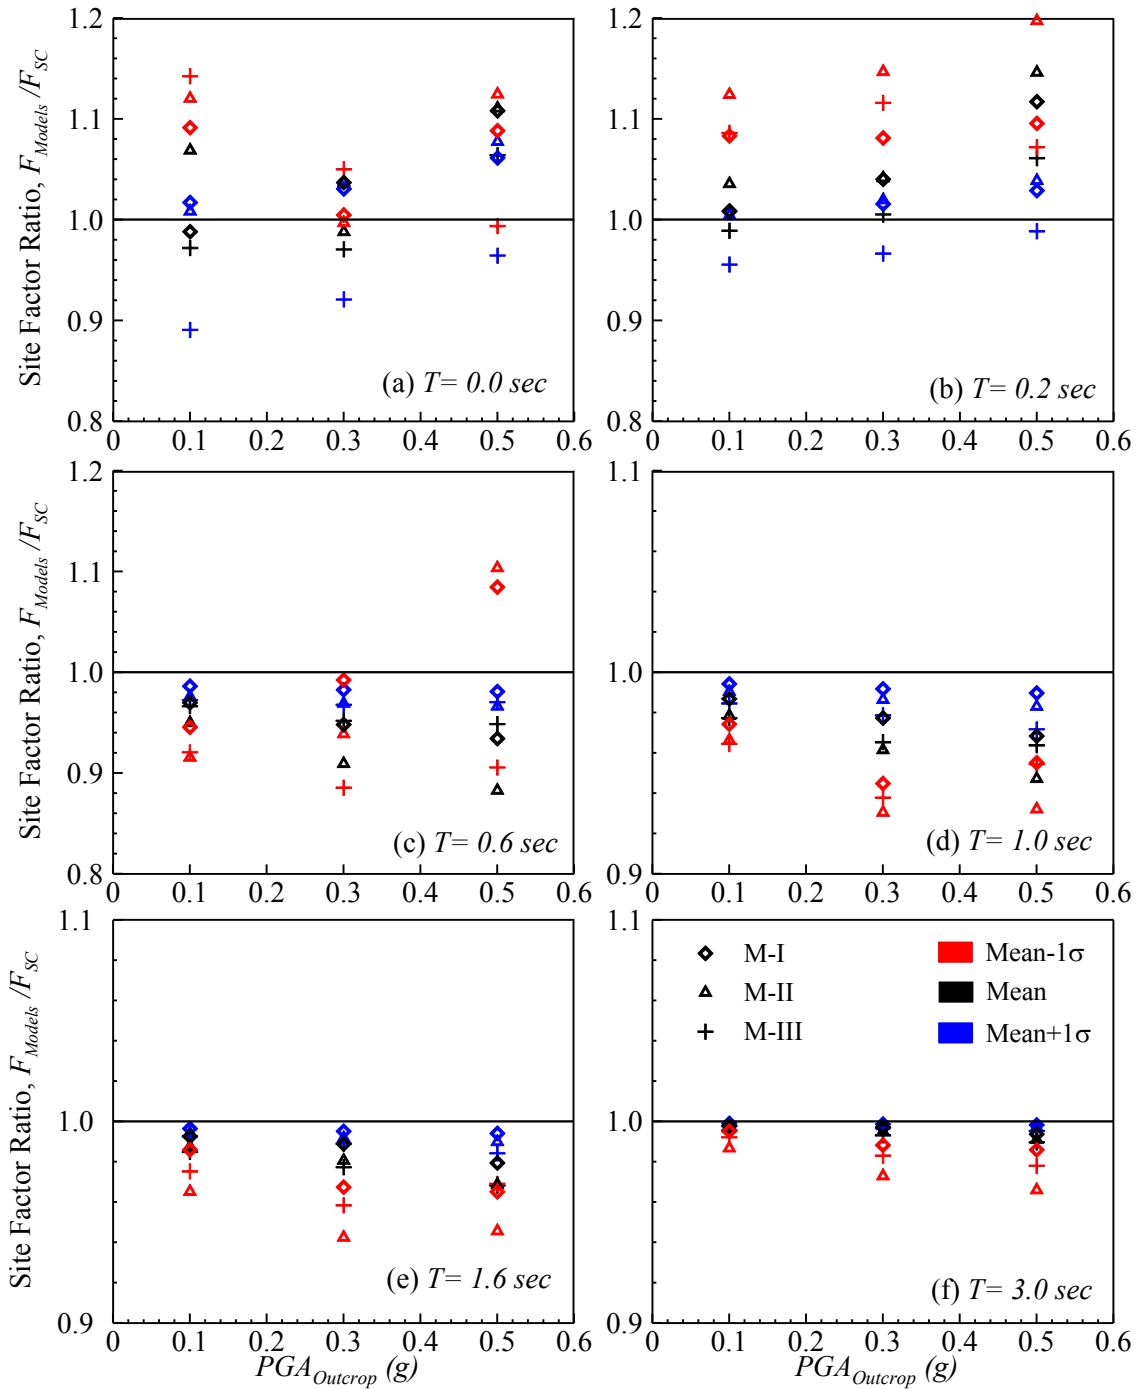 Site Factor Ratio, F_Models /F_SC
1.2
1.1
1.0
0.9
0.8
0 0.1 0.2 0.3 0.4 0.5 0.6
(a) T= 0.0 sec
1.2
1.1
1.0
0.9
0.8
0 0.1 0.2 0.3 0.4 0.5 0.6
(b) T= 0.2 sec
Site Factor Ratio, F_Models /F_SC
1.2
1.1
1.0
0.9
0.8
0 0.1 0.2 0.3 0.4 0.5 0.6
(c) T= 0.6 sec
1.1
1.0
0.9
0 0.1 0.2 0.3 0.4 0.5 0.6
(d) T= 1.0 sec
Site Factor Ratio, F_Models /F_SC
1.1
1.0
0.9
0 0.1 0.2 0.3 0.4 0.5 0.6
(e) T= 1.6 sec
PGA_Outcrop (g)
1.1
1.0
0.9
0 0.1 0.2 0.3 0.4 0.5 0.6
M-I
M-II
M-III
Mean-1σ
Mean
Mean+1σ
(f) T= 3.0 sec
PGA_Outcrop (g)